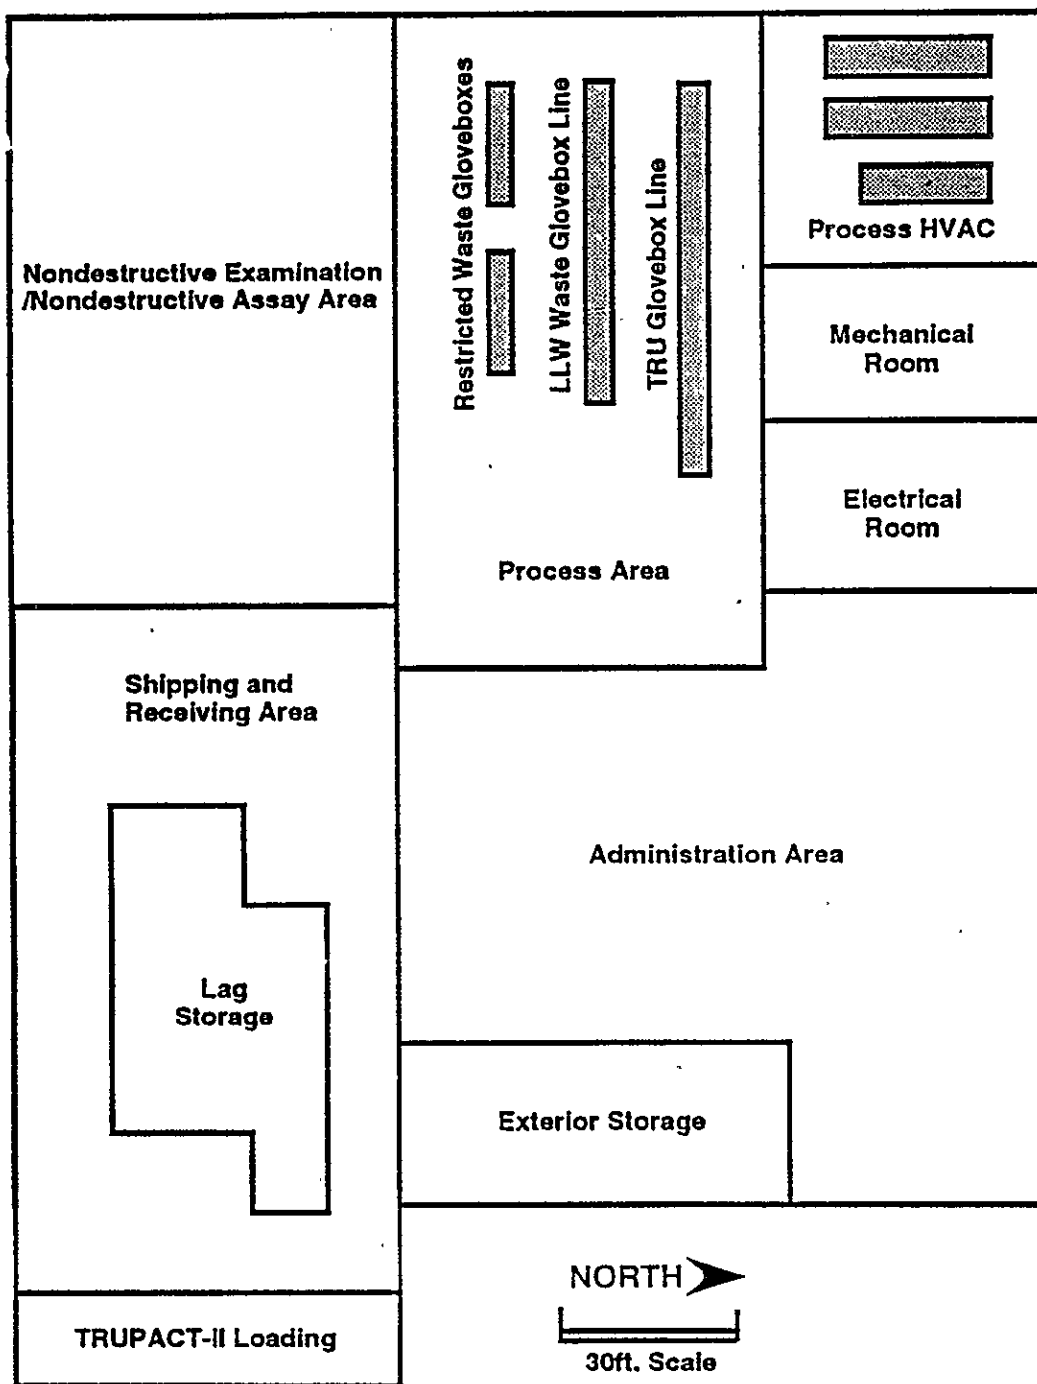 Nondestructive Examination
/Nondestructive Assay Area
Restricted Waste Gloveboxes
LLW Waste Glovebox Line
TRU Glovebox Line
Process Area
Process HVAC
Mechanical
Room
Electrical
Room
Shipping and
Receiving Area
Lag
Storage
Administration Area
Exterior Storage
TRUPACT-II Loading
NORTH
30ft. Scale